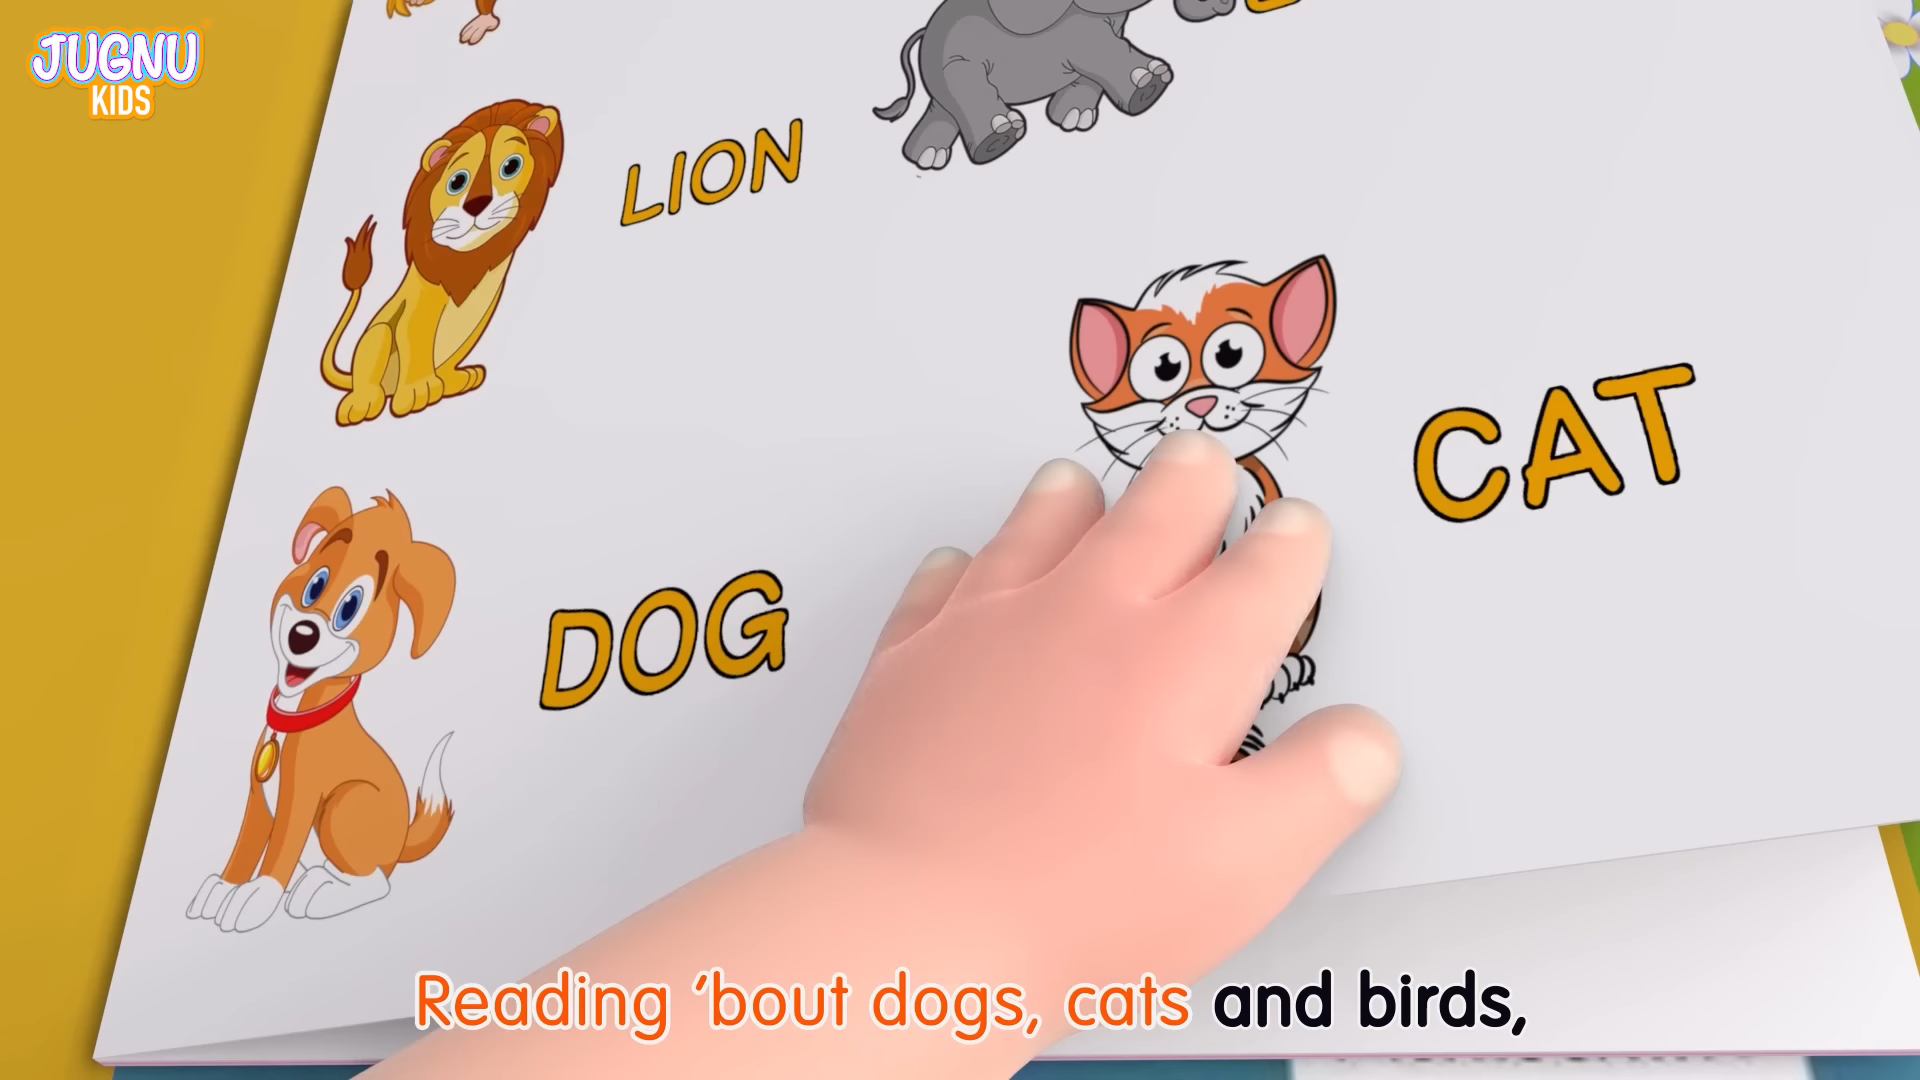 JUGNU
KIDS
LION
CAT
DOG
Reading ’bout dogs, cats and birds,